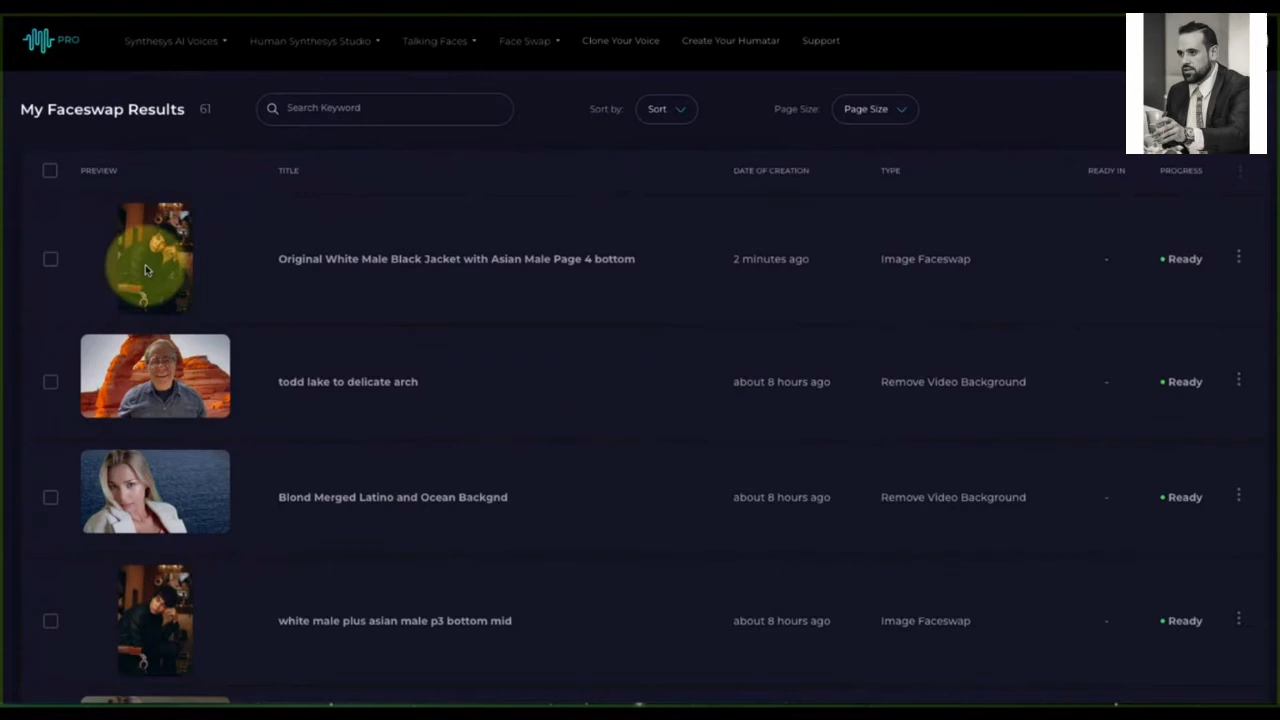 PRO Synthesys AI Voices Human Synthesys Studio Talking Faces Face Swap Clone Your Voice Create Your Humatar Support
My Faceswap Results 61 Search Keyword Sort by: Sort Page Size: Page Size
PREVIEW TITLE DATE OF CREATION TYPE READY IN PROGRESS
Original White Male Black Jacket with Asian Male Page 4 bottom 2 minutes ago Image Faceswap - Ready
todd lake to delicate arch about 8 hours ago Remove Video Background - Ready
Blond Merged Latino and Ocean Backgnd about 8 hours ago Remove Video Background - Ready
white male plus asian male p3 bottom mid about 8 hours ago Image Faceswap - Ready